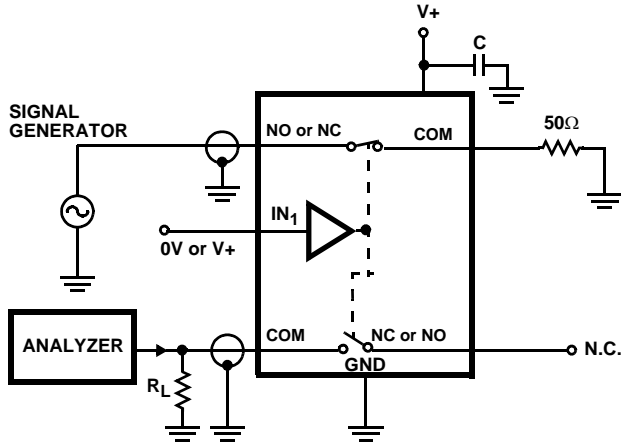 V+
C
SIGNAL
GENERATOR
NO or NC
COM
50Ω
IN1
0V or V+
ANALYZER
COM
NC or NO
N.C.
GND
RL